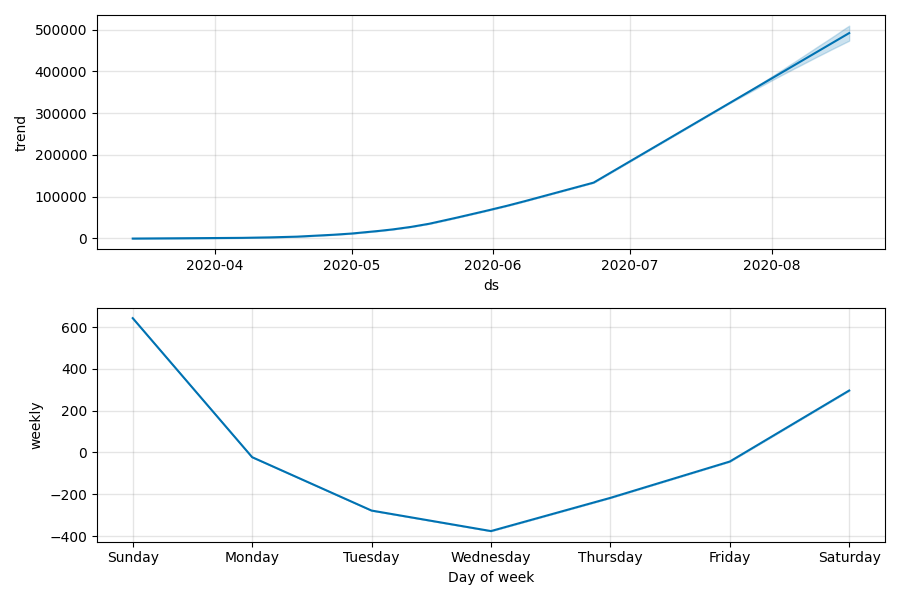 500000
400000
300000
200000
100000
0
trend
2020-04 2020-05 2020-06 2020-07 2020-08
ds
600
400
200
0
−200
−400
weekly
Sunday Monday Tuesday Wednesday Thursday Friday Saturday
Day of week